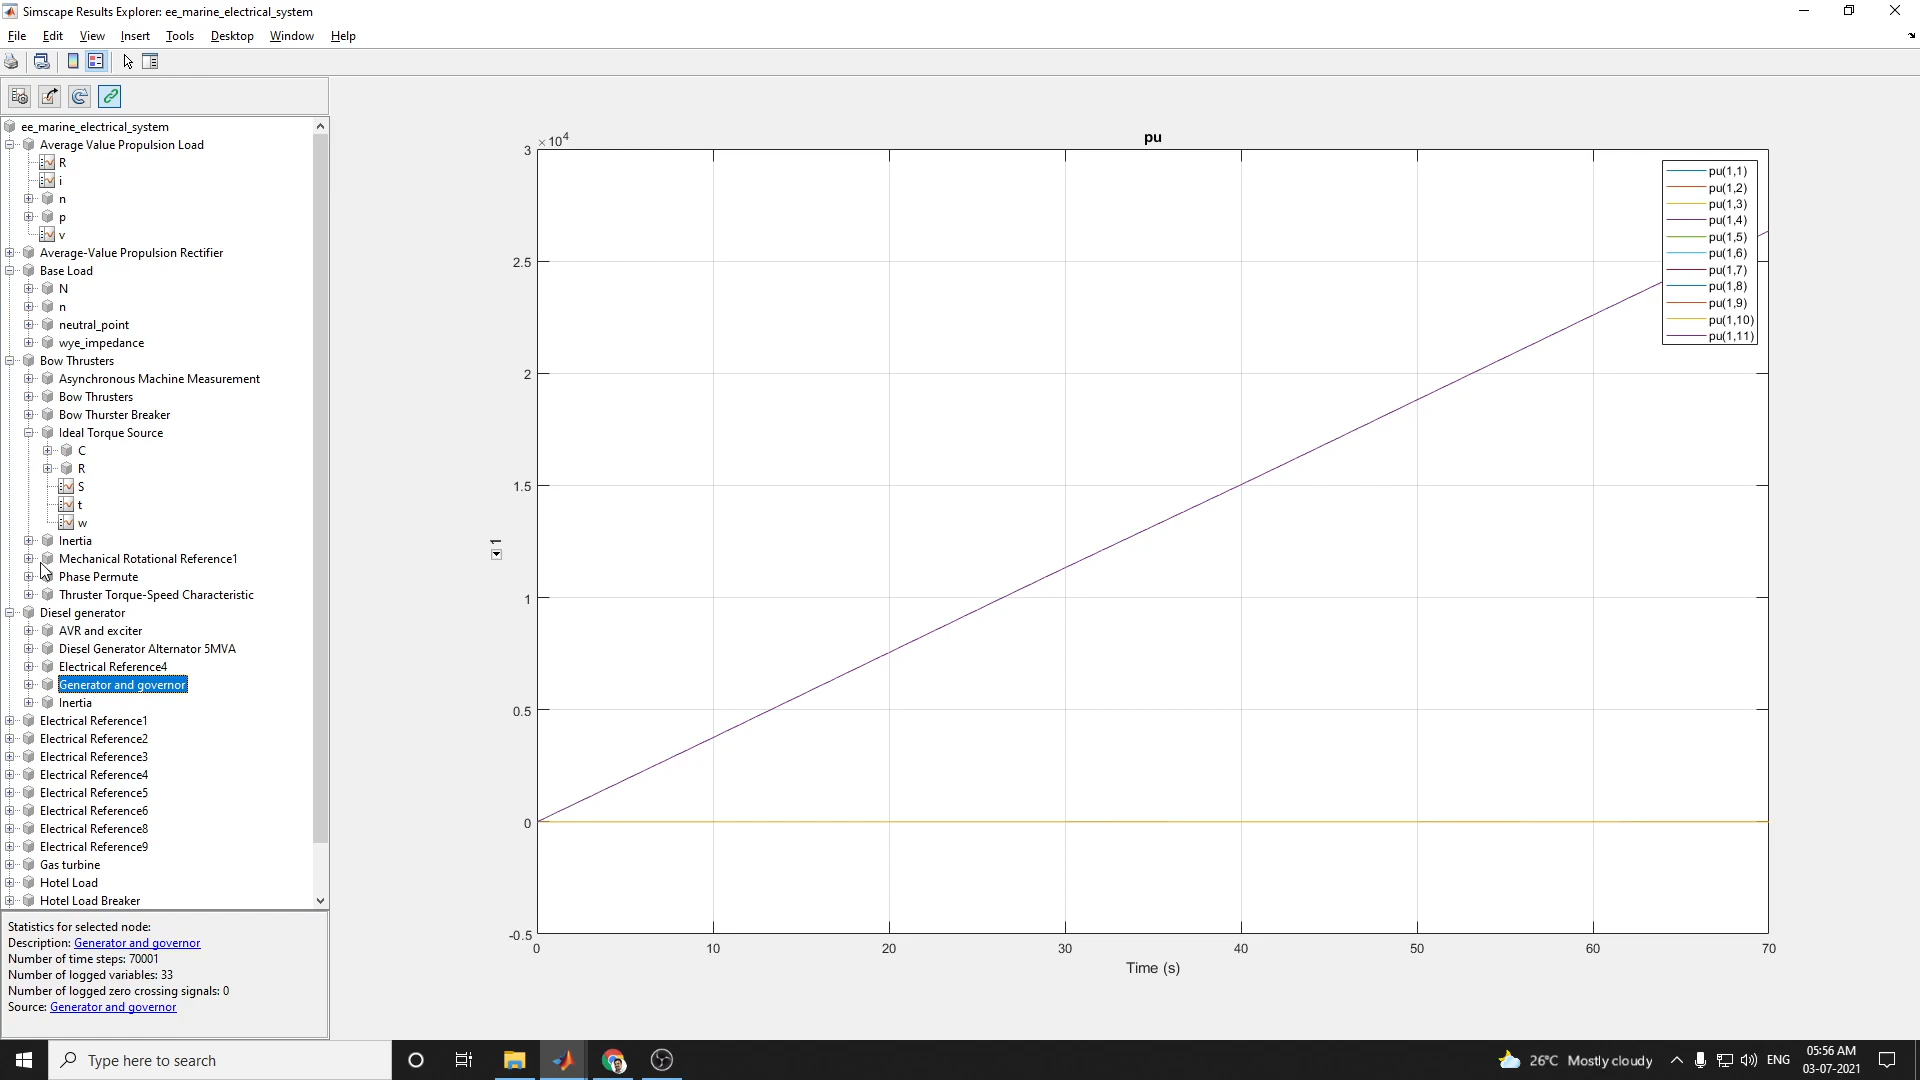 Simscape Results Explorer: ee_marine_electrical_system
File Edit View Insert Tools Desktop Window Help
ee_marine_electrical_system
Average Value Propulsion Load
R
i
n
p
v
Average-Value Propulsion Rectifier
Base Load
N
n
neutral_point
wye_impedance
Bow Thrusters
Asynchronous Machine Measurement
Bow Thrusters
Bow Thurster Breaker
Ideal Torque Source
C
R
S
t
w
Inertia
Mechanical Rotational Reference1
Phase Permute
Thruster Torque-Speed Characteristic
Diesel generator
AVR and exciter
Diesel Generator Alternator 5MVA
Electrical Reference4
Generator and governor
Inertia
Electrical Reference1
Electrical Reference2
Electrical Reference3
Electrical Reference4
Electrical Reference5
Electrical Reference6
Electrical Reference8
Electrical Reference9
Gas turbine
Hotel Load
Hotel Load Breaker
Statistics for selected node:
Description: Generator and governor
Number of time steps: 70001
Number of logged variables: 33
Number of logged zero crossing signals: 0
Source: Generator and governor
pu
×10⁴
3
2.5
2
1.5
1
0.5
0
-0.5
1
0 10 20 30 40 50 60 70
Time (s)
pu(1,1)
pu(1,2)
pu(1,3)
pu(1,4)
pu(1,5)
pu(1,6)
pu(1,7)
pu(1,8)
pu(1,9)
pu(1,10)
pu(1,11)
Type here to search
26°C Mostly cloudy
ENG
05:56 AM
03-07-2021